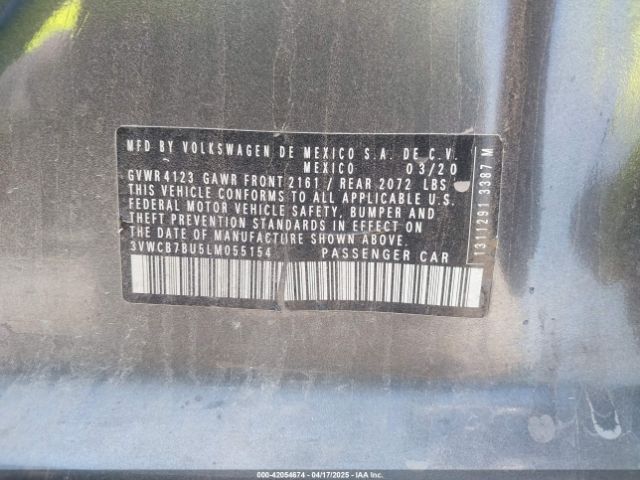 MFD BY VOLKSWAGEN DE MEXICO S.A. DE C.V.
MEXICO 03/20
GVWR 4123 GAWR FRONT 2161 / REAR 2072 LBS
THIS VEHICLE CONFORMS TO ALL APPLICABLE U.S.
FEDERAL MOTOR VEHICLE SAFETY, BUMPER AND
THEFT PREVENTION STANDARDS IN EFFECT ON
THE DATE OF MANUFACTURE SHOWN ABOVE.
3VWCB7BU5LM055154 PASSENGER CAR
1311291 3387 M
000-42054674 - 04/17/2025 - IAA Inc.